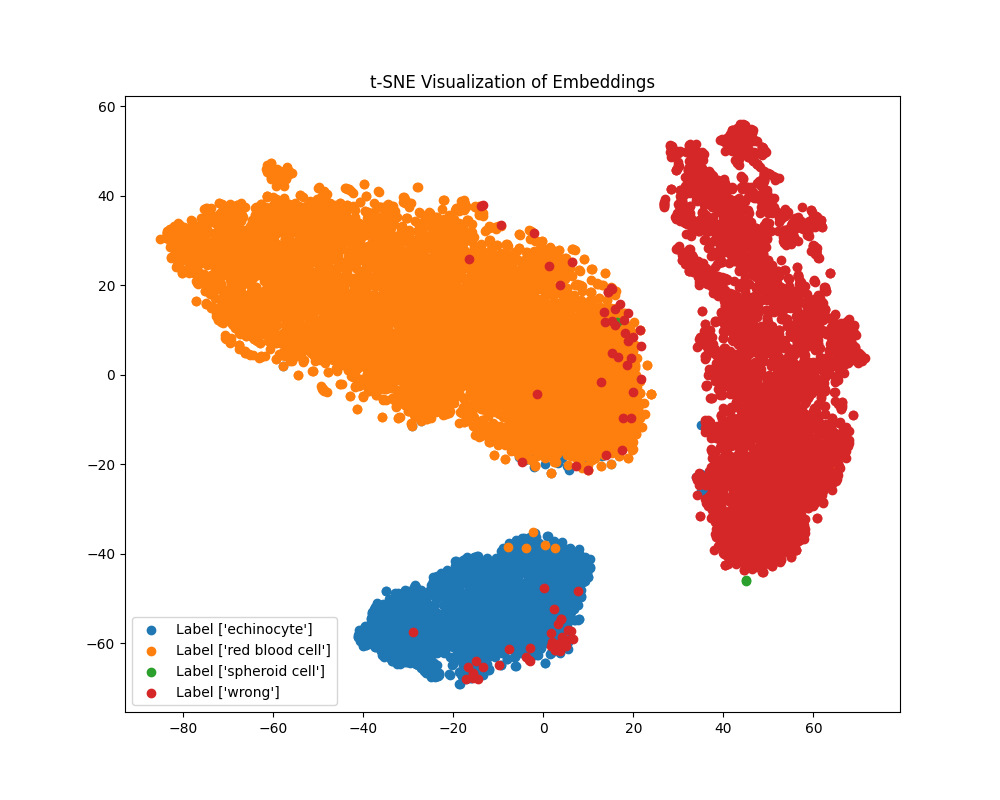 t-SNE Visualization of Embeddings
60
40
20
0
−20
−40
−60
Label ['echinocyte']
Label ['red blood cell']
Label ['spheroid cell']
Label ['wrong']
−80 −60 −40 −20 0 20 40 60